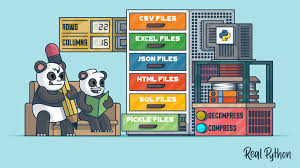 ROWS 22
COLUMNS 16
CSV FILES
EXCEL FILES
JSON FILES
HTML FILES
SQL FILES
PICKLE FILES
DECOMPRESS
COMPRESS
Real Python